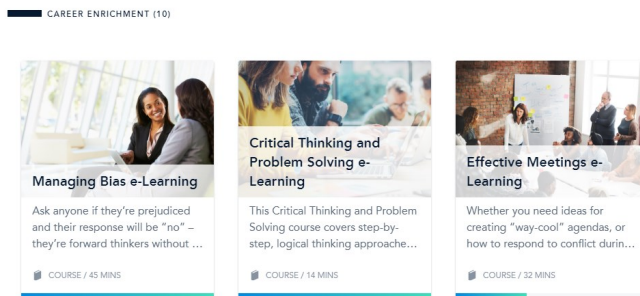 CAREER ENRICHMENT (10)
Managing Bias e-Learning
Ask anyone if they're prejudiced
and their response will be "no" –
they're forward thinkers without ...
COURSE / 45 MINS
Critical Thinking and
Problem Solving e-
Learning
This Critical Thinking and Problem
Solving course covers step-by-
step, logical thinking approache...
COURSE / 14 MINS
Effective Meetings e-
Learning
Whether you need ideas for
creating "way-cool" agendas, or
how to respond to conflict durin...
COURSE / 32 MINS